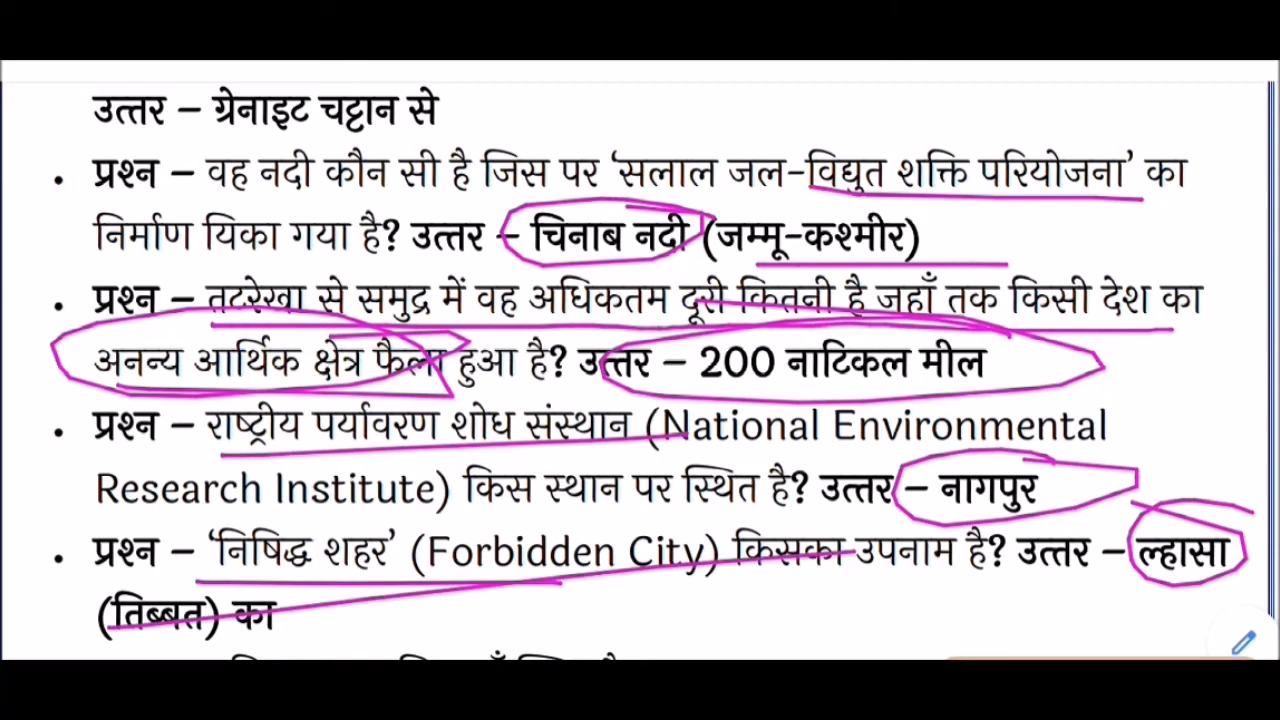 उत्तर – ग्रेनाइट चट्टान से
• प्रश्न – वह नदी कौन सी है जिस पर ‘सलाल जल-विद्युत शक्ति परियोजना’ का
निर्माण यिका गया है? उत्तर – चिनाब नदी (जम्मू-कश्मीर)
• प्रश्न – तटरेखा से समुद्र में वह अधिकतम दूरी कितनी है जहाँ तक किसी देश का
अनन्य आर्थिक क्षेत्र फैला हुआ है? उत्तर – 200 नाटिकल मील
• प्रश्न – राष्ट्रीय पर्यावरण शोध संस्थान (National Environmental
Research Institute) किस स्थान पर स्थित है? उत्तर – नागपुर
• प्रश्न – ‘निषिद्ध शहर’ (Forbidden City) किसका उपनाम है? उत्तर – ल्हासा
(तिब्बत) का